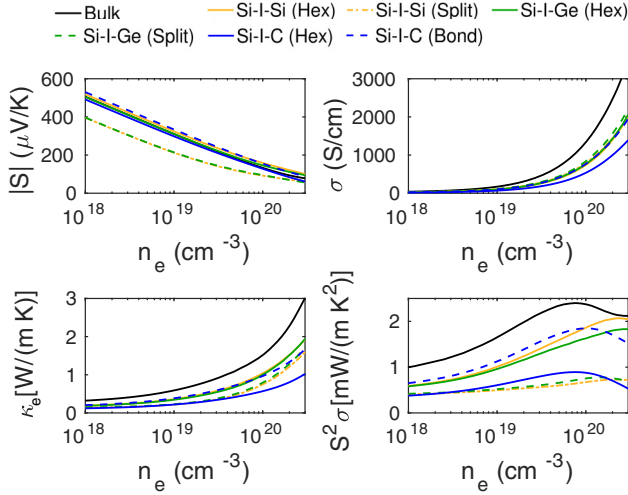 Bulk
Si-I-Si (Hex)
Si-I-Si (Split)
Si-I-Ge (Hex)
Si-I-Ge (Split)
Si-I-C (Hex)
Si-I-C (Bond)
|S| (μV/K)
600
400
200
0
10^18 10^19 10^20
n_e (cm^-3)
σ (S/cm)
3000
2000
1000
0
10^18 10^19 10^20
n_e (cm^-3)
κ_e[W/(m K)]
3
2
1
0
10^18 10^19 10^20
n_e (cm^-3)
S^2σ[mW/(m K^2)]
2
1
0
10^18 10^19 10^20
n_e (cm^-3)